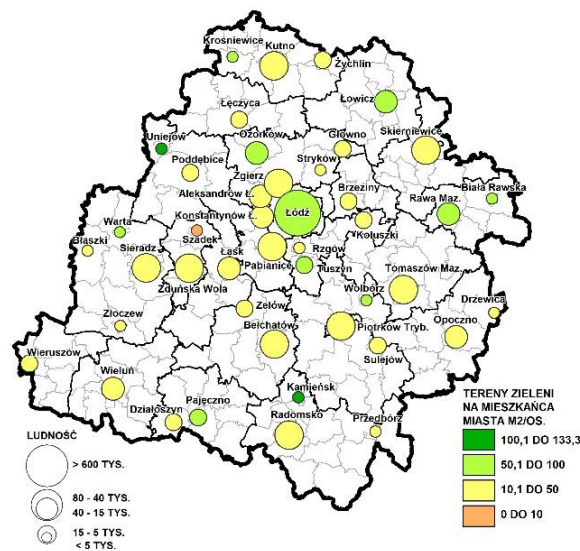 Krośniewice
Kutno
Żychlin
Łęczyca
Łowicz
Uniejów
Ozorków
Głowno
Skierniewice
Poddębice
Zgierz
Stryków
Aleksandrów Ł.
Brzeziny
Rawa Maz.
Biała Rawska
Warta
Konstantynów Ł.
Łódź
Błaszki
Szadek
Koluszki
Sieradz
Łask
Pabianice
Rzgów
Zduńska Wola
Tuszyn
Tomaszów Maz.
Wolbórz
Drzewica
Złoczew
Zelów
Bełchatów
Piotrków Tryb.
Opoczno
Wieruszów
Sulejów
Wieluń
Kamieńsk
Działoszyn
Pajęczno
Radomsko
Przedbórz
LUDNOŚĆ
> 600 TYS.
80 - 40 TYS.
40 - 15 TYS.
15 - 5 TYS.
< 5 TYS.
TERENY ZIELENI
NA MIESZKAŃCA
MIASTA M2/OS.
100,1 DO 133,3
50,1 DO 100
10,1 DO 50
0 DO 10